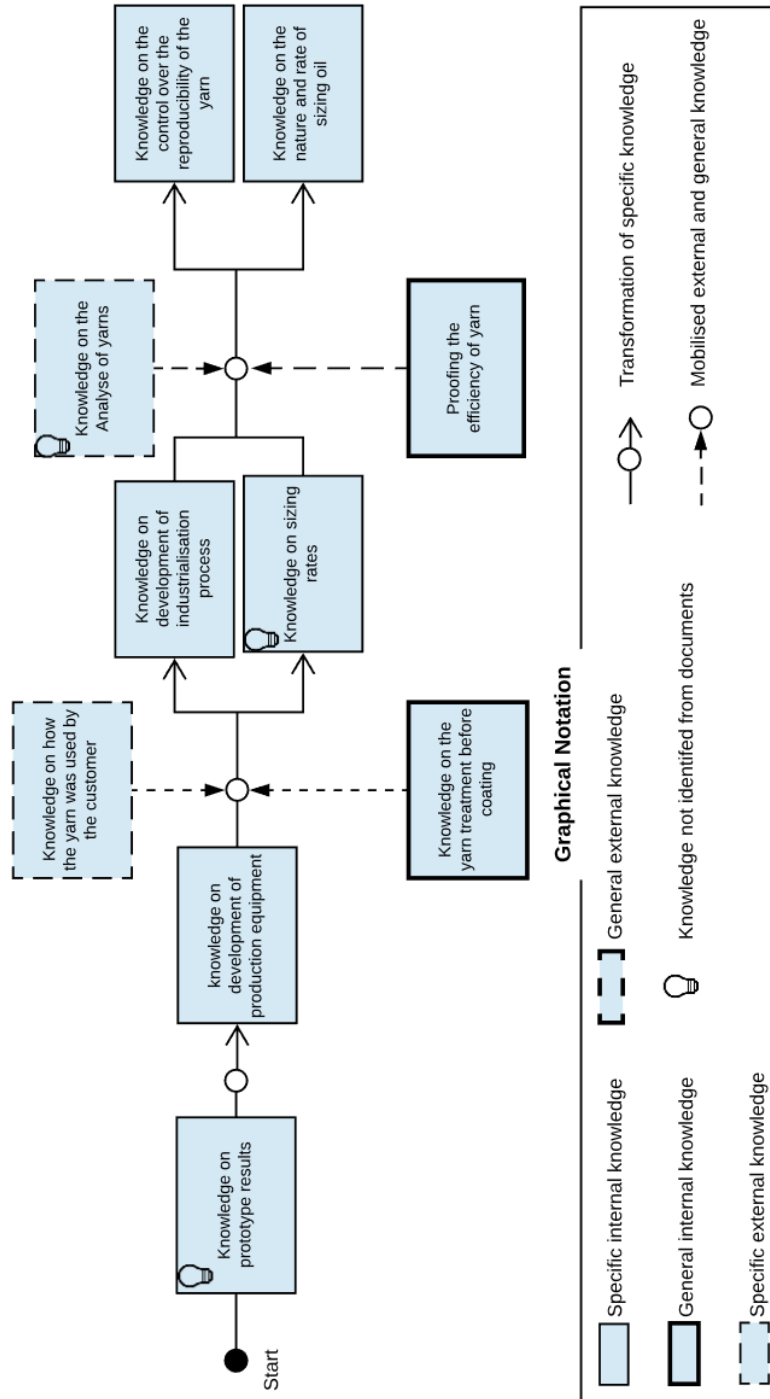 Start
Knowledge on
prototype results
knowledge on
development of
production equipment
Knowledge on how
the yarn was used by
the customer
Knowledge on the
yarn treatment before
coating
Knowledge on
development of
industrialisation
process
Knowledge on sizing
rates
Knowledge on the
Analyse of yarns
Proofing the
efficiency of yarn
Knowledge on the
control over the
reproducibility of the
yarn
Knowledge on the
nature and rate of
sizing oil
Graphical Notation
Specific internal knowledge
General internal knowledge
Specific external knowledge
General external knowledge
Knowledge not identifed from documents
Transformation of specific knowledge
Mobilised external and general knowledge